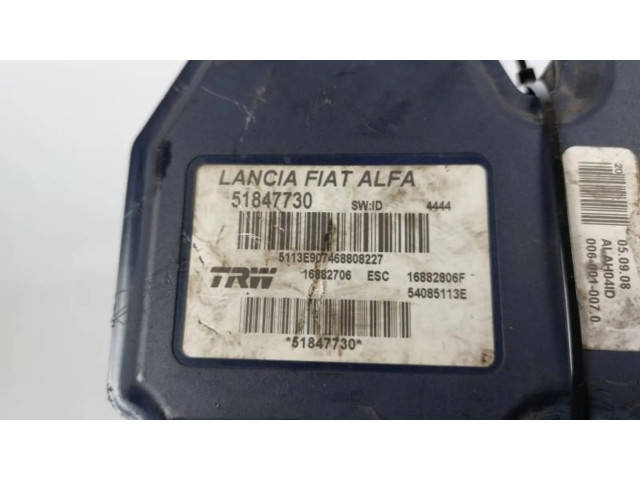 LANCIA FIAT ALFA
51847730 SW:ID 4444
5113E907468808227
TRW 16882706 ESC 16882806F
54085113E
*51847730*
05.09.08
ALAH04ID
006-001-007.0